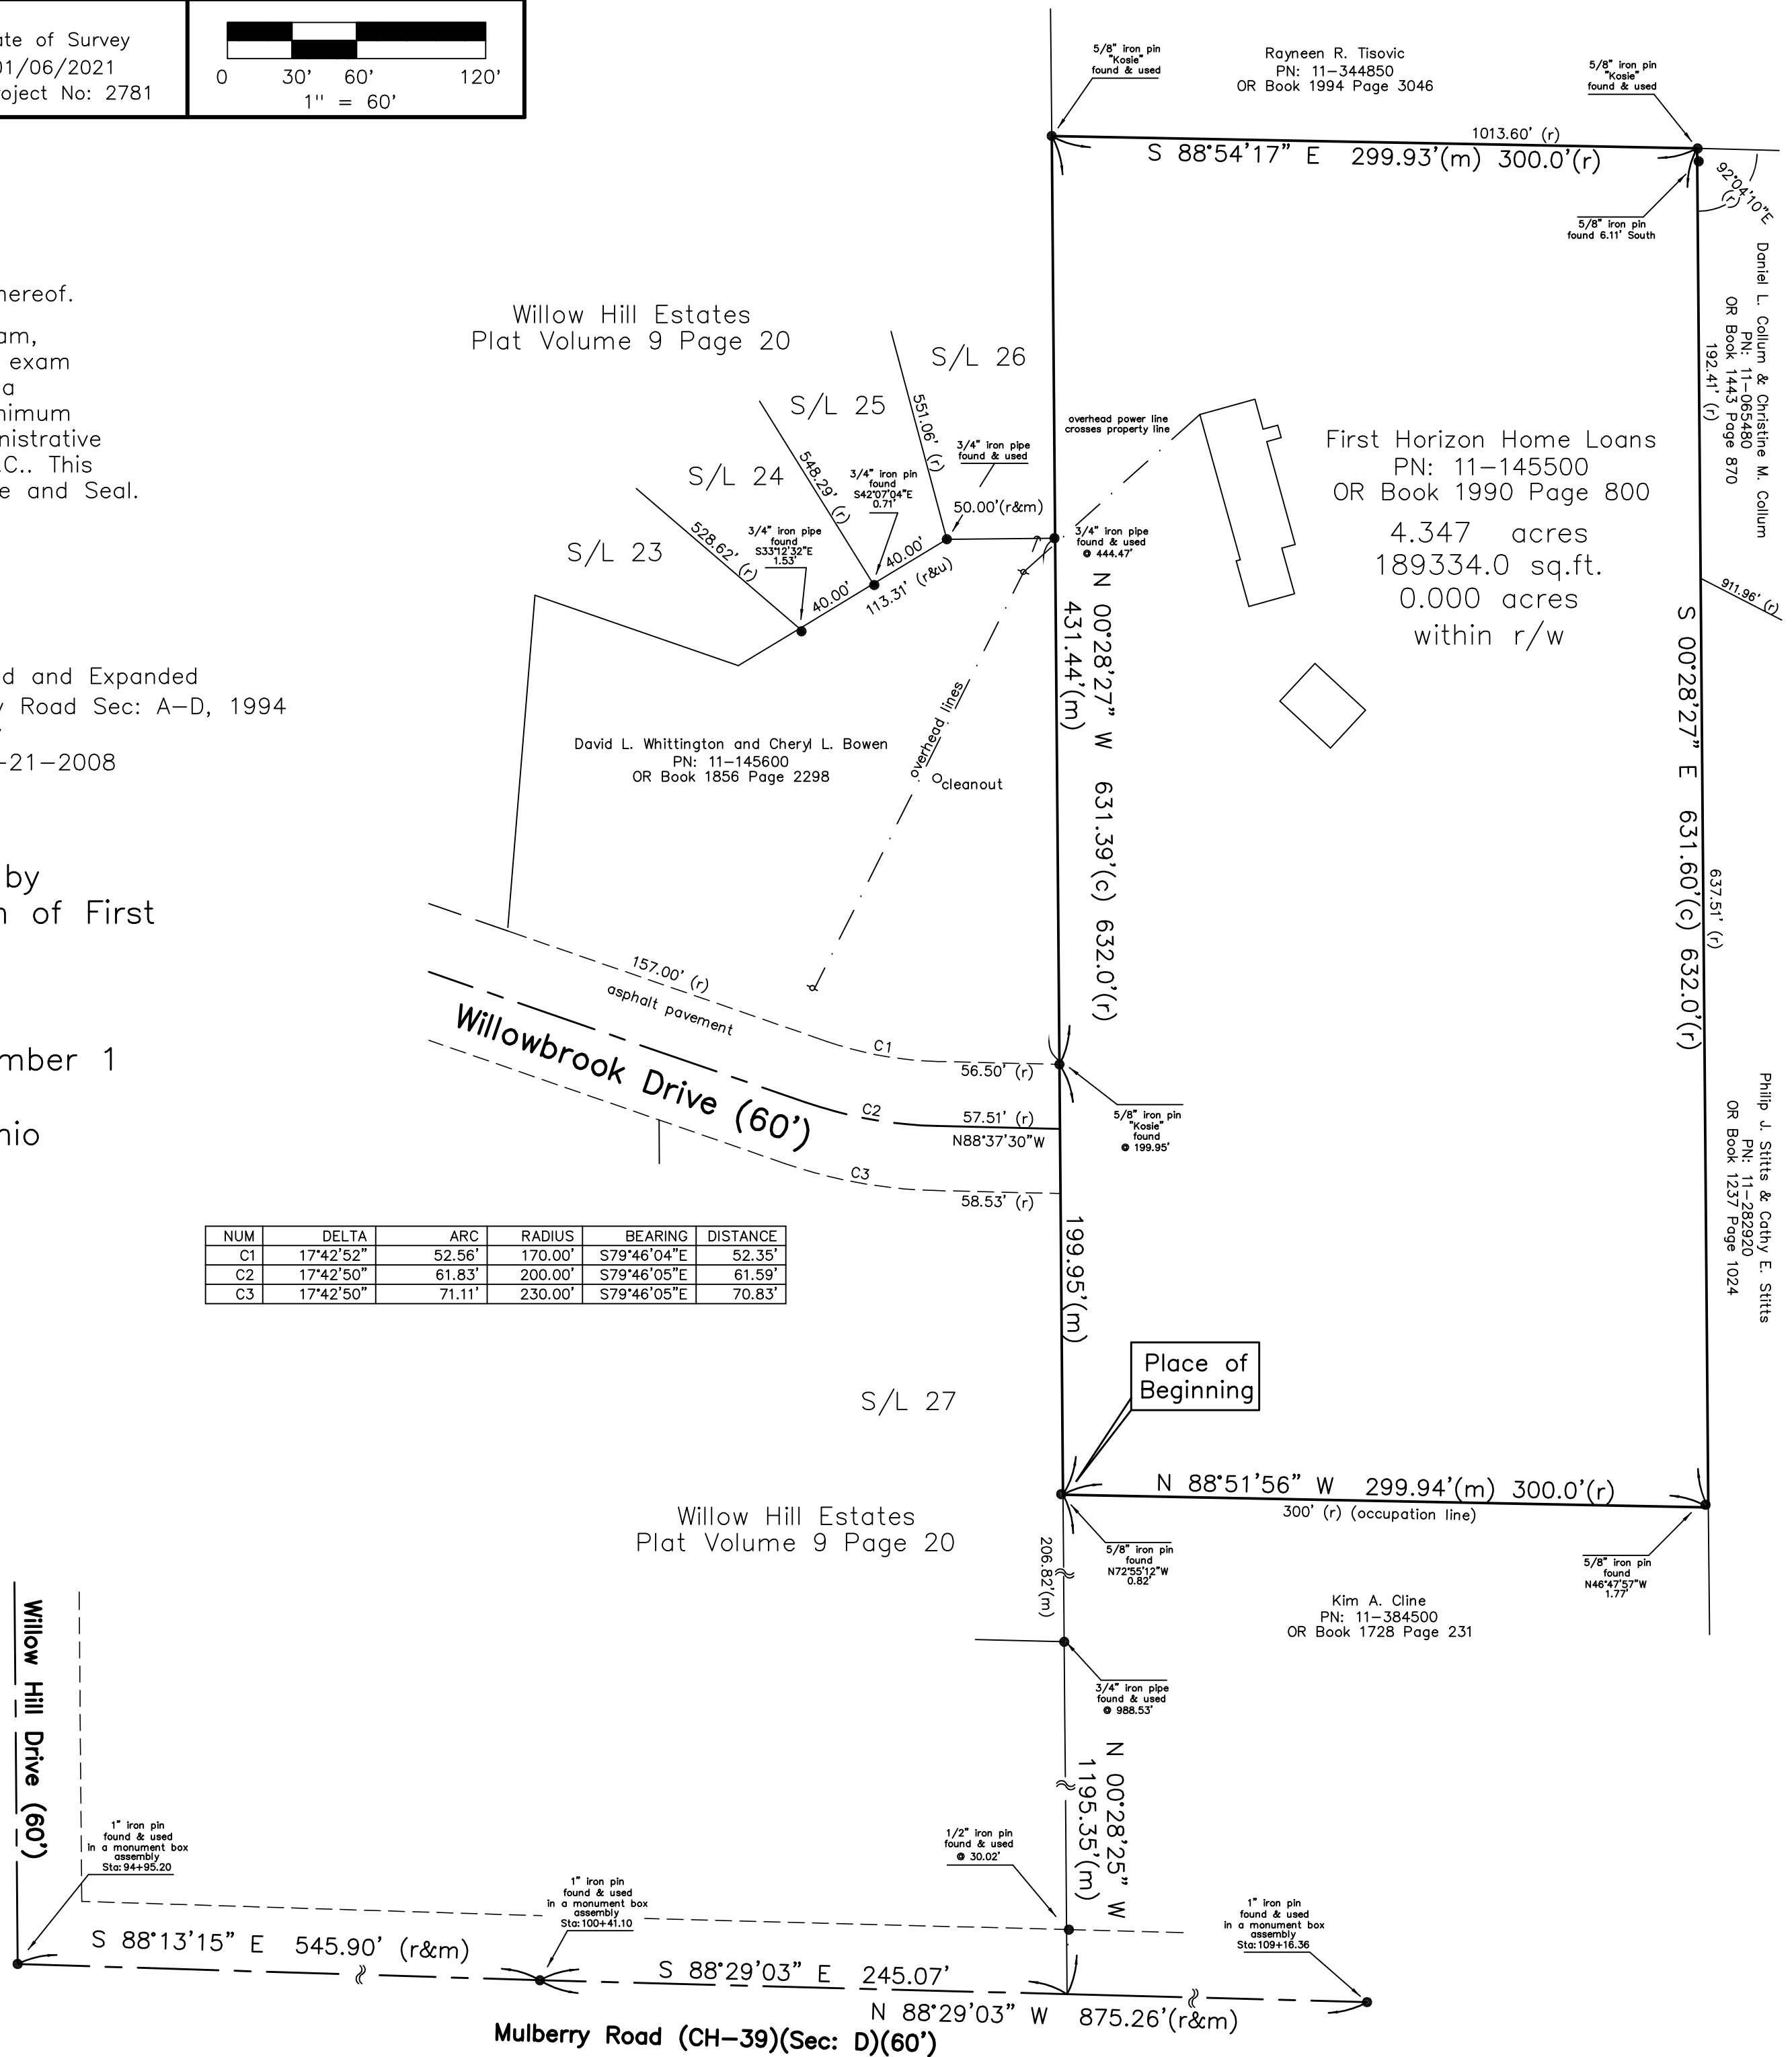 ate of Survey
01/06/2021
roject No: 2781
0 30' 60' 120'
1" = 60'
5/8" iron pin
"Kosie"
found & used
Rayneen R. Tisovic
PN: 11-344850
OR Book 1994 Page 3046
5/8" iron pin
"Kosie"
found & used
1013.60' (r)
S 88°54'17" E 299.93'(m) 300.0'(r)
92°04'10"E
(r)
5/8" iron pin
found 6.11' South
Daniel L. Collum & Christine M. Collum
PN: 11-065480
OR Book 1443 Page 870
192.41' (r)
hereof.
am,
exam
a
nimum
nistrative
.C.. This
e and Seal.
Willow Hill Estates
Plat Volume 9 Page 20
S/L 26
S/L 25
S/L 24
S/L 23
551.06' (r)
548.29' (r)
528.62' (r)
3/4" iron pipe
found & used
3/4" iron pin
found
S42°07'04"E
0.71'
3/4" iron pipe
found
S33°12'32"E
1.53'
50.00'(r&m)
40.00'
40.00'
113.31' (r&u)
overhead power line
crosses property line
3/4" iron pipe
found & used
@ 444.47'
First Horizon Home Loans
PN: 11-145500
OR Book 1990 Page 800
4.347 acres
189334.0 sq.ft.
0.000 acres
within r/w
911.96' (r)
N 00°28'27" W 631.39'(c) 632.0'(r)
431.44'(m)
S 00°28'27" E 631.60'(c) 632.0'(r)
637.51' (r)
d and Expanded
y Road Sec: A-D, 1994
-21-2008
David L. Whittington and Cheryl L. Bowen
PN: 11-145600
OR Book 1856 Page 2298
overhead lines
cleanout
by
n of First
mber 1
nio
157.00' (r)
asphalt pavement
Willowbrook Drive (60')
C1
56.50' (r)
C2
57.51' (r)
N88°37'30"W
C3
58.53' (r)
5/8" iron pin
"Kosie"
found
@ 199.95'
Philip J. Stitts & Cathy E. Stitts
PN: 11-282920
OR Book 1237 Page 1024
NUM DELTA ARC RADIUS BEARING DISTANCE
C1 17°42'52" 52.56' 170.00' S79°46'04"E 52.35'
C2 17°42'50" 61.83' 200.00' S79°46'05"E 61.59'
C3 17°42'50" 71.11' 230.00' S79°46'05"E 70.83'
199.95'(m)
Place of
Beginning
S/L 27
N 88°51'56" W 299.94'(m) 300.0'(r)
300' (r) (occupation line)
Willow Hill Estates
Plat Volume 9 Page 20
206.82'(m)
5/8" iron pin
found
N72°55'12"W
0.82'
5/8" iron pin
found
N46°47'57"W
1.77'
Kim A. Cline
PN: 11-384500
OR Book 1728 Page 231
3/4" iron pipe
found & used
@ 988.53'
N 00°28'25" W
1195.35'(m)
Willow Hill Drive (60')
1" iron pin
found & used
in a monument box
assembly
Sta: 94+95.20
1" iron pin
found & used
in a monument box
assembly
Sta: 100+41.10
1/2" iron pin
found & used
@ 30.02'
1" iron pin
found & used
in a monument box
assembly
Sta: 109+16.36
S 88°13'15" E 545.90' (r&m)
S 88°29'03" E 245.07'
N 88°29'03" W 875.26'(r&m)
Mulberry Road (CH-39)(Sec: D)(60')